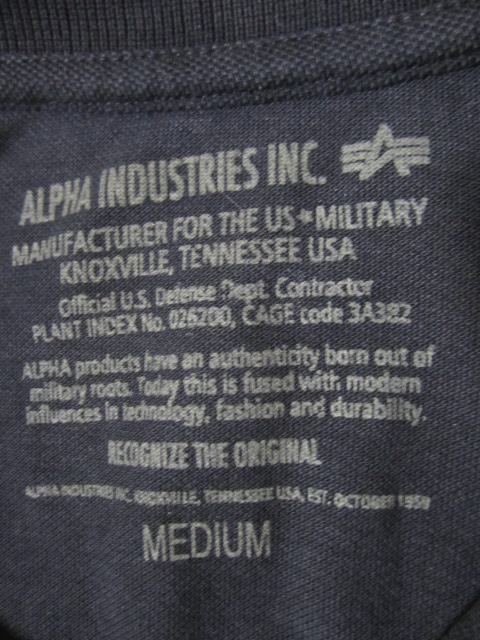 ALPHA INDUSTRIES INC.
MANUFACTURER FOR THE US★MILITARY
KNOXVILLE, TENNESSEE USA
Official U.S. Defense Dept. Contractor
PLANT INDEX No. 026200, CAGE code 3A382
ALPHA products have an authenticity born out of
military roots. Today this is fused with modern
influences in technology, fashion and durability.
RECOGNIZE THE ORIGINAL
ALPHA INDUSTRIES INC. KNOXVILLE, TENNESSEE USA, EST. OCTOBER 1959
MEDIUM